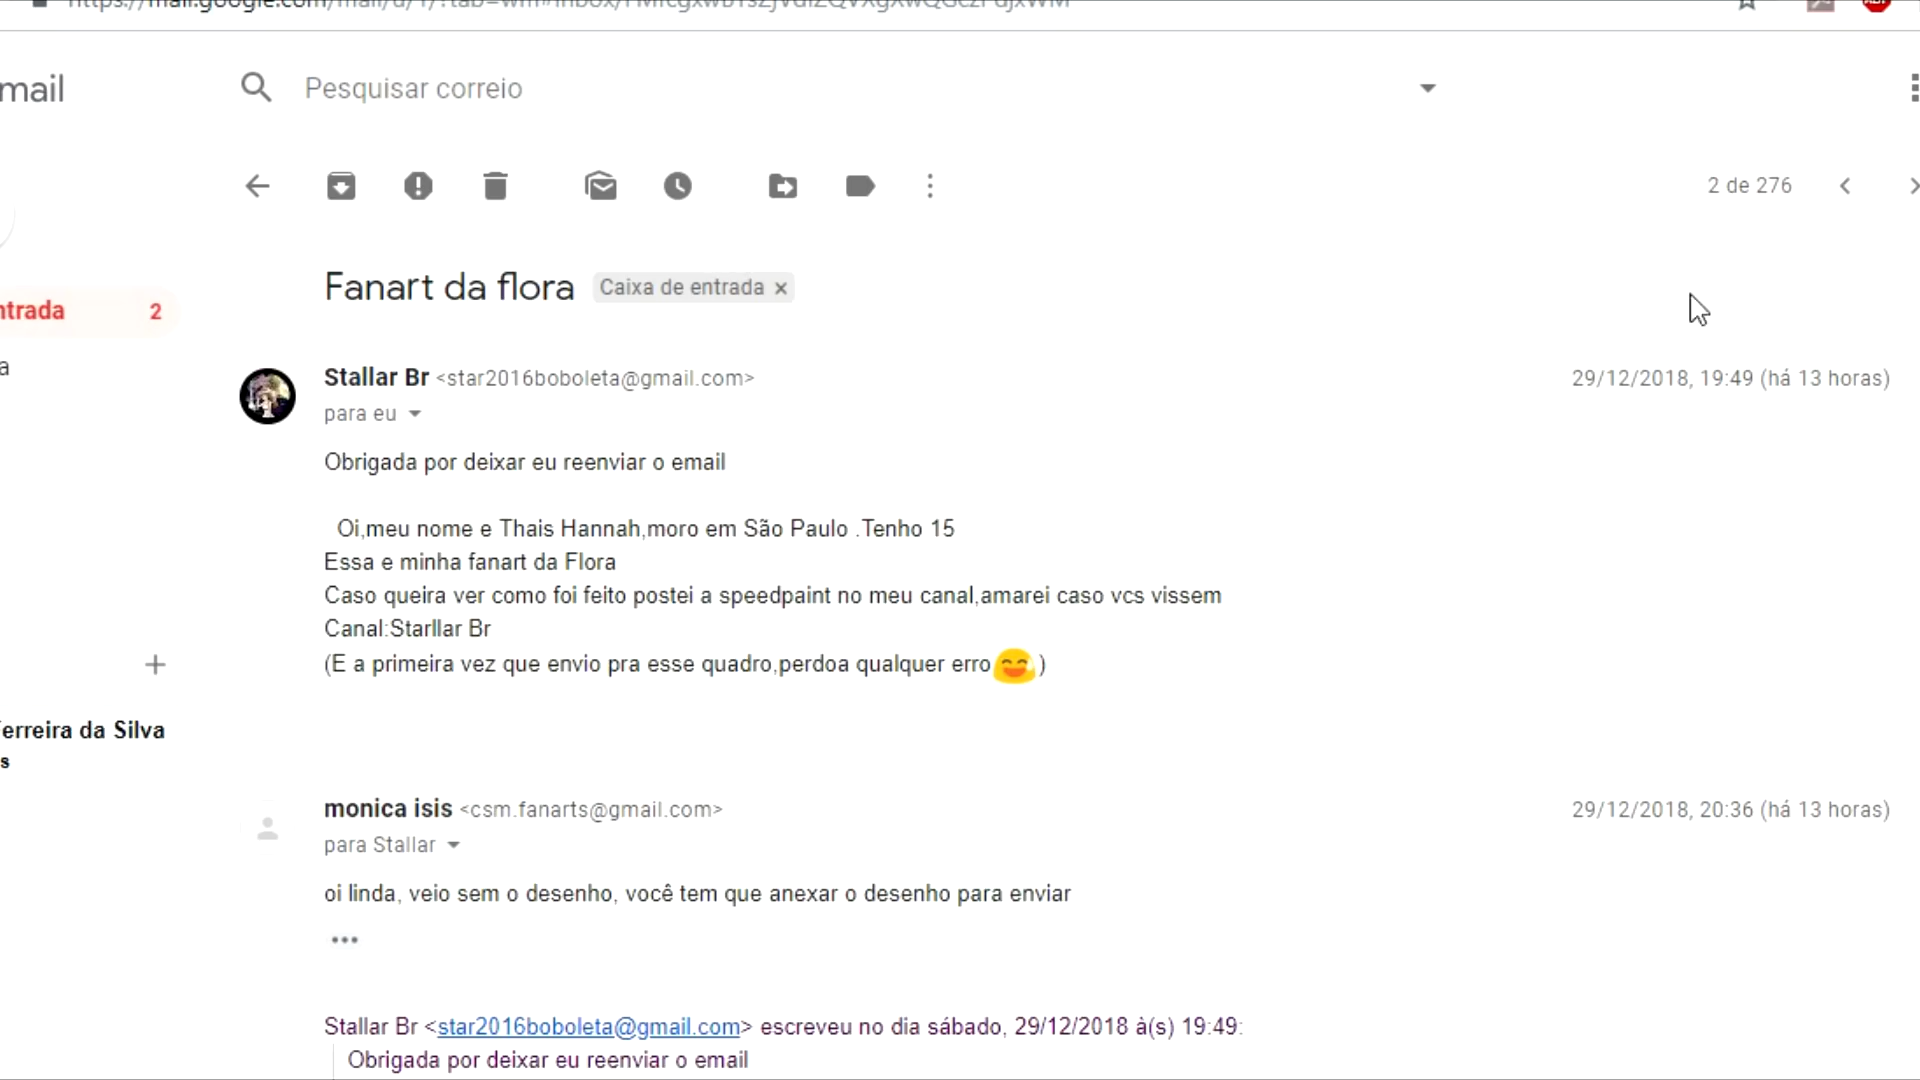 mail
Pesquisar correio
2 de 276
Fanart da flora Caixa de entrada ×
ntrada 2
Stallar Br <star2016boboleta@gmail.com> 29/12/2018, 19:49 (há 13 horas)
a
para eu
Obrigada por deixar eu reenviar o email
Oi,meu nome e Thais Hannah,moro em São Paulo .Tenho 15
Essa e minha fanart da Flora
Caso queira ver como foi feito postei a speedpaint no meu canal,amarei caso vcs vissem
Canal:Starllar Br
(E a primeira vez que envio pra esse quadro,perdoa qualquer erro😄)
erreira da Silva
s
monica isis <csm.fanarts@gmail.com> 29/12/2018, 20:36 (há 13 horas)
para Stallar
oi linda, veio sem o desenho, você tem que anexar o desenho para enviar
•••
Stallar Br <star2016boboleta@gmail.com> escreveu no dia sábado, 29/12/2018 à(s) 19:49:
Obrigada por deixar eu reenviar o email